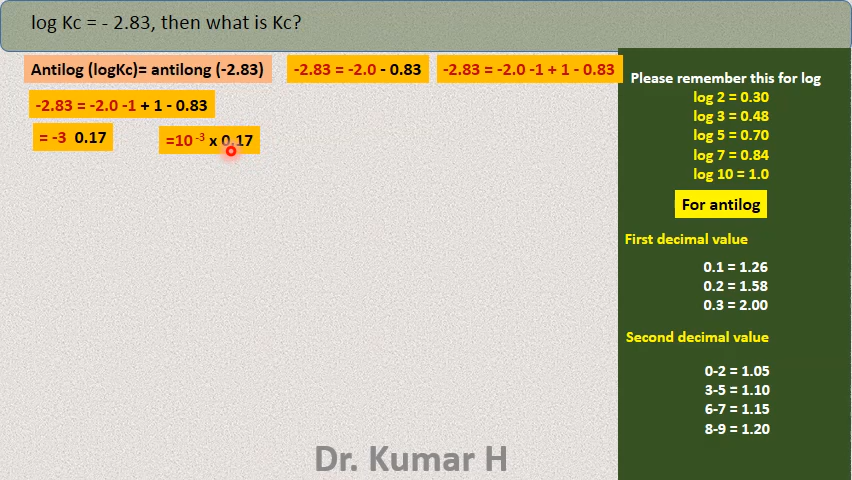 log Kc = - 2.83, then what is Kc?
Antilog (logKc)= antilong (-2.83)
-2.83 = -2.0 - 0.83
-2.83 = -2.0 -1 + 1 - 0.83
-2.83 = -2.0 -1 + 1 - 0.83
= -3 0.17
=10 -3 x 0.17
Please remember this for log
log 2 = 0.30
log 3 = 0.48
log 5 = 0.70
log 7 = 0.84
log 10 = 1.0
For antilog
First decimal value
0.1 = 1.26
0.2 = 1.58
0.3 = 2.00
Second decimal value
0-2 = 1.05
3-5 = 1.10
6-7 = 1.15
8-9 = 1.20
Dr. Kumar H